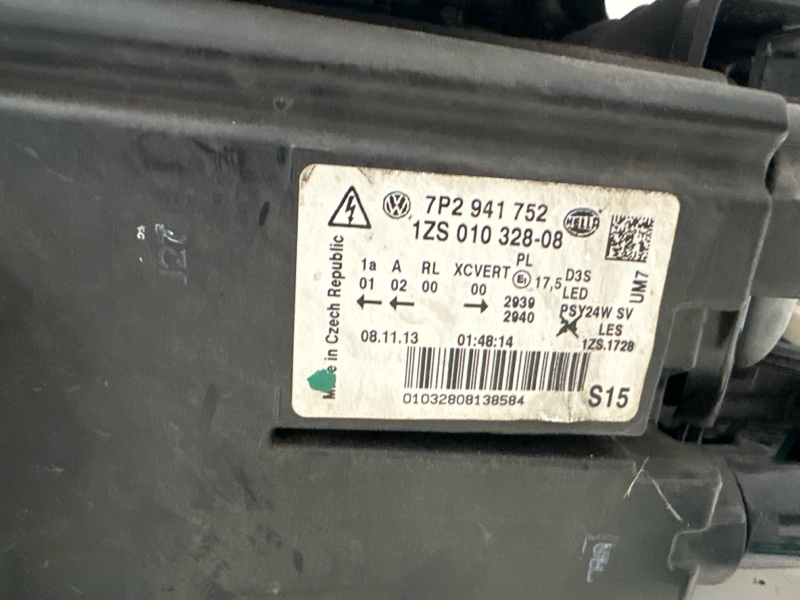 7P2 941 752
HELLA
1ZS 010 328-08
1a A RL XCVERT PL
01 02 00 00 E1 17,5 D3S
LED
2939
2940 PSY24W SV
LES
1ZS.1728
08.11.13 01:48:14
01032808138584
S15
UM7
in Czech Republic